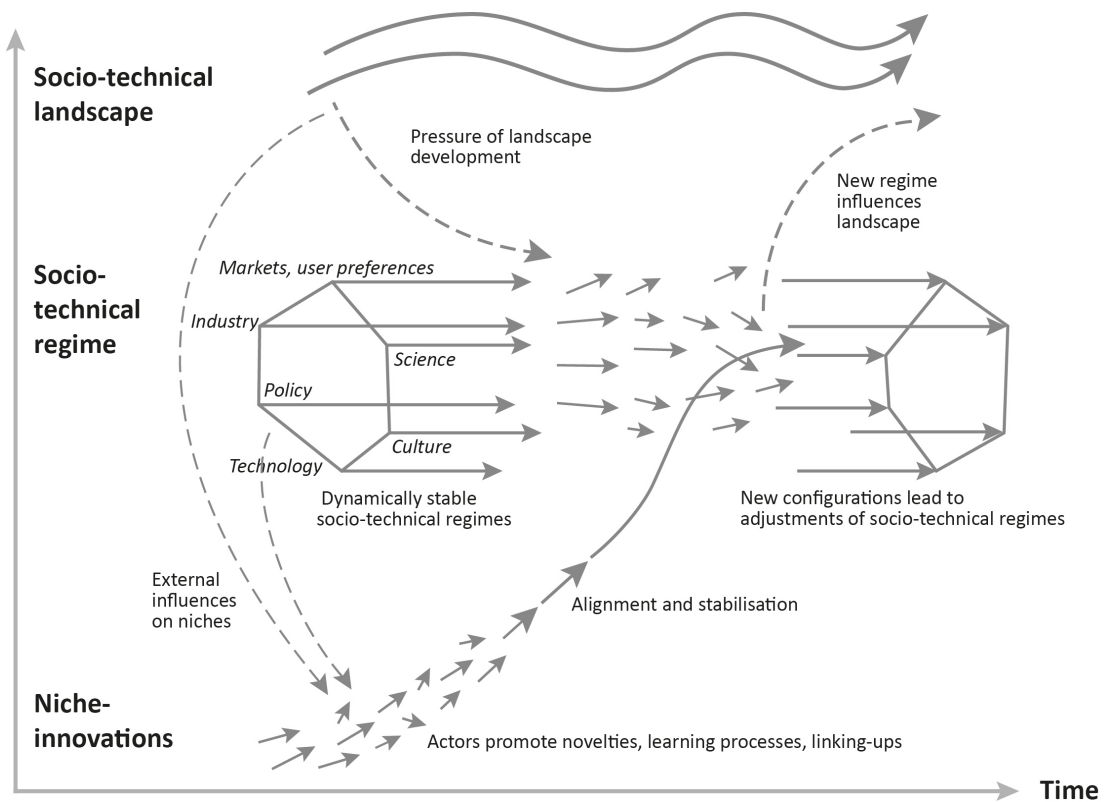 Socio-technical
landscape
Pressure of landscape
development
New regime
influences
landscape
Socio-
technical
regime
Markets, user preferences
Industry
Science
Policy
Culture
Technology
Dynamically stable
socio-technical regimes
New configurations lead to
adjustments of socio-technical regimes
External
influences
on niches
Alignment and stabilisation
Niche-
innovations
Actors promote novelties, learning processes, linking-ups
Time